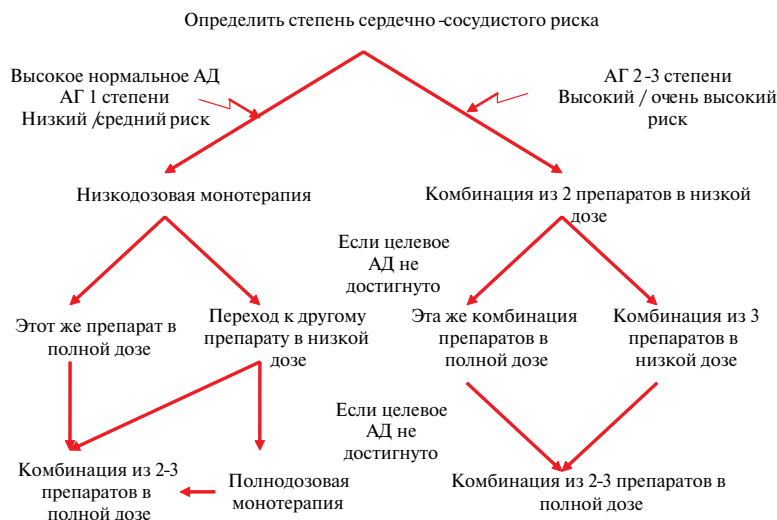 Определить степень сердечно-сосудистого риска
Высокое нормальное АД
АГ 1 степени
Низкий /средний риск
АГ 2-3 степени
Высокий / очень высокий
риск
Низкодозовая монотерапия
Комбинация из 2 препаратов в низкой
дозе
Если целевое
АД не
достигнуто
Этот же препарат в
полной дозе
Переход к другому
препарату в низкой
дозе
Эта же комбинация
препаратов в
полной дозе
Комбинация из 3
препаратов в
низкой дозе
Если целевое
АД не
достигнуто
Комбинация из 2-3
препаратов в
полной дозе
Полнодозовая
монотерапия
Комбинация из 2-3 препаратов в
полной дозе